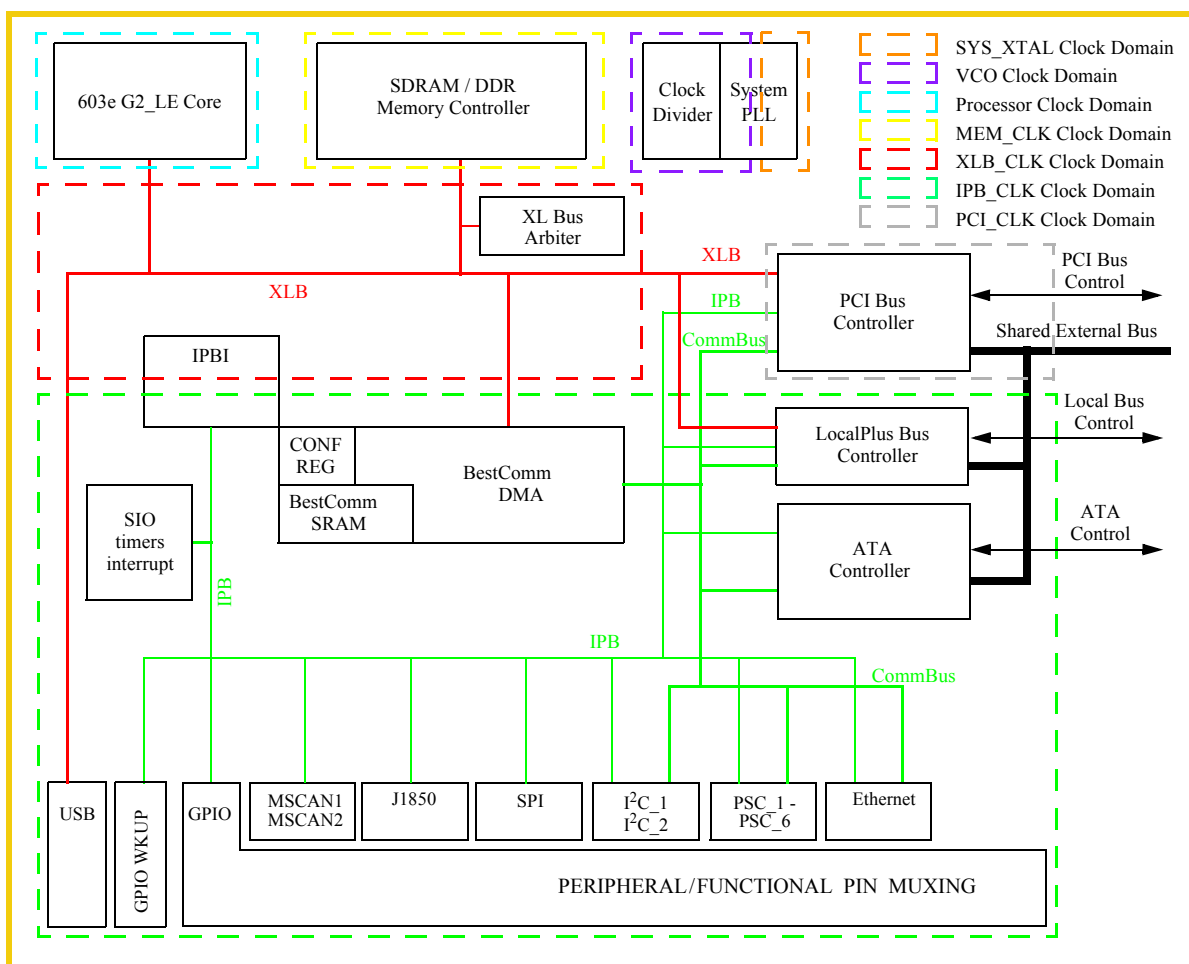 603e G2_LE Core
SDRAM / DDR
Memory Controller
Clock
Divider
System
PLL
SYS_XTAL Clock Domain
VCO Clock Domain
Processor Clock Domain
MEM_CLK Clock Domain
XLB_CLK Clock Domain
IPB_CLK Clock Domain
PCI_CLK Clock Domain
XL Bus
Arbiter
XLB
XLB
IPB
CommBus
PCI Bus
Controller
PCI Bus
Control
Shared External Bus
IPBI
CONF
REG
BestComm
SRAM
BestComm
DMA
LocalPlus Bus
Controller
Local Bus
Control
SIO
timers
interrupt
IPB
ATA
Controller
ATA
Control
IPB
CommBus
USB
GPIO WKUP
GPIO
MSCAN1
MSCAN2
J1850
SPI
I²C_1
I²C_2
PSC_1 -
PSC_6
Ethernet
PERIPHERAL/FUNCTIONAL PIN MUXING